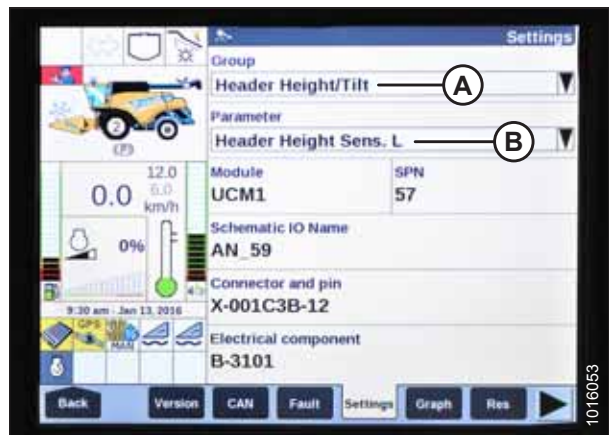 Settings
Group
Header Height/Tilt
A
Parameter
Header Height Sens. L
B
Module
SPN
UCM1
57
Schematic IO Name
AN_59
Connector and pin
X-001C3B-12
Electrical component
B-3101
2
(P)
12.0
0.0
6.0
km/h
0%
9:30 am - Jan 13, 2016
GPS
MAN
Back
Version
CAN
Fault
Settings
Graph
Res
1016053